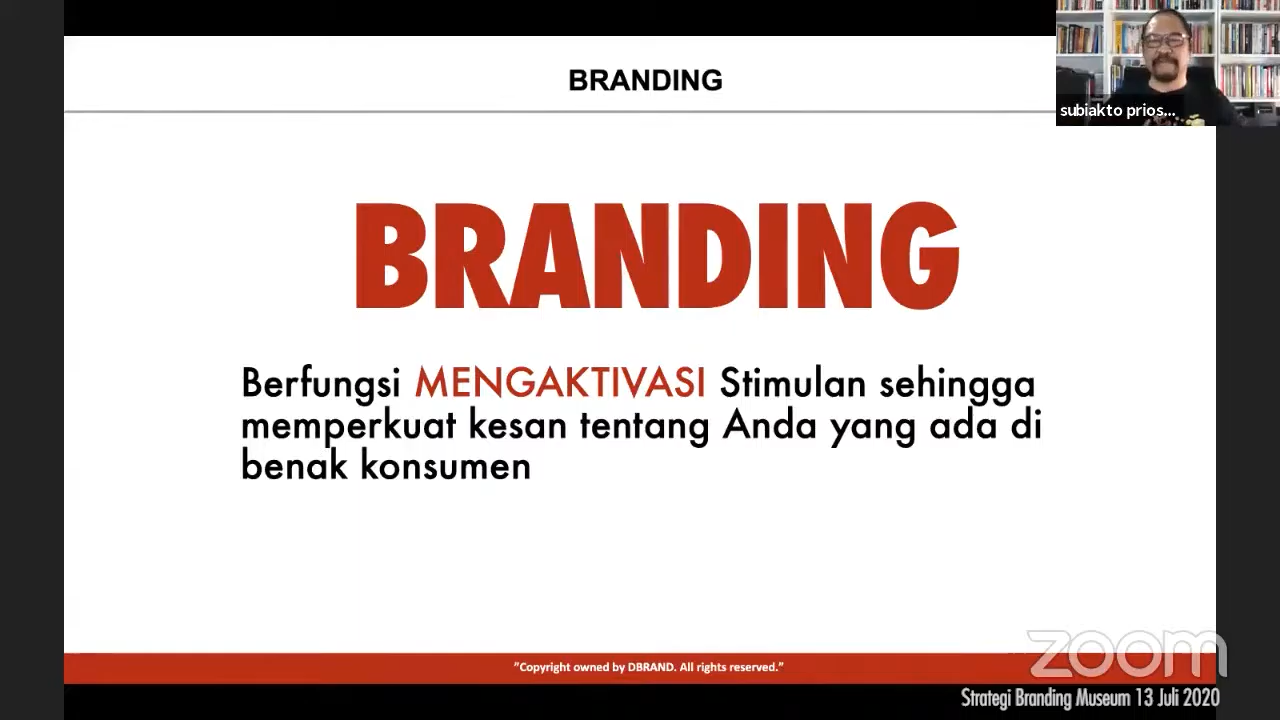 BRANDING
subiakto prios...
BRANDING
Berfungsi MENGAKTIVASI Stimulan sehingga
memperkuat kesan tentang Anda yang ada di
benak konsumen
zoom
"Copyright owned by DBRAND. All rights reserved."
Strategi Branding Museum 13 Juli 2020